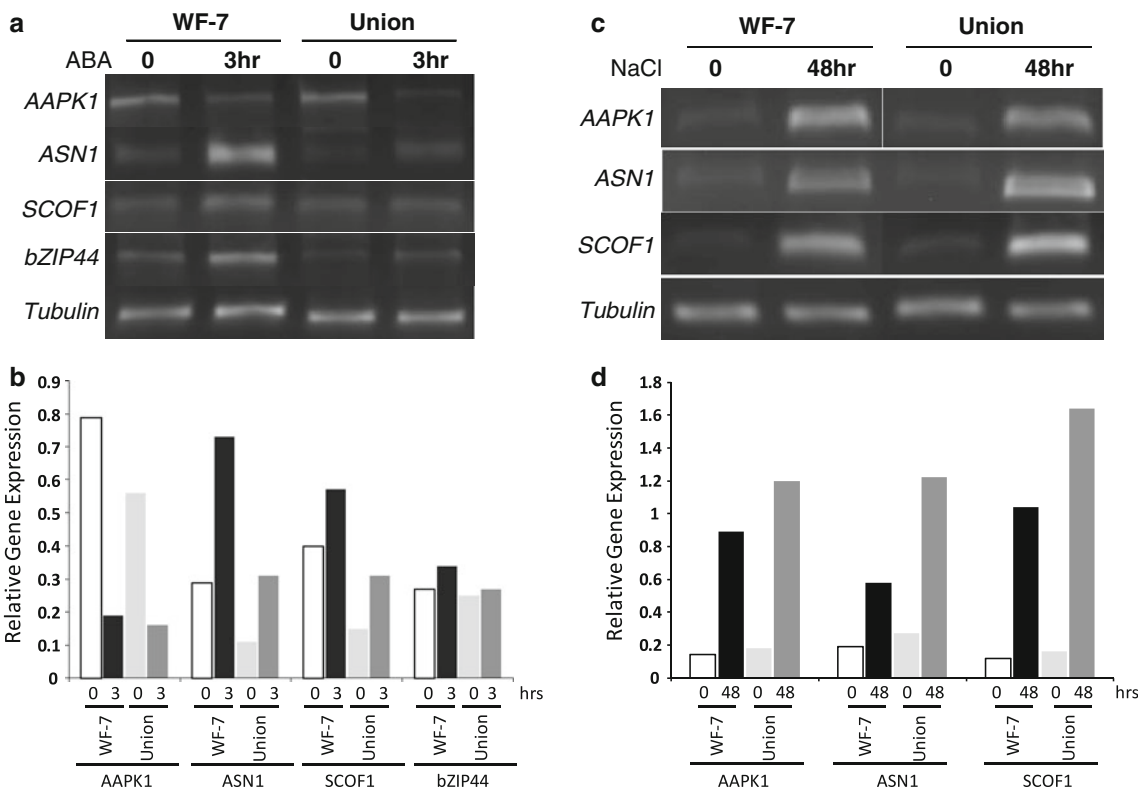 a
WF-7 Union
ABA 0 3hr 0 3hr
AAPK1
ASN1
SCOF1
bZIP44
Tubulin
c
WF-7 Union
NaCl 0 48hr 0 48hr
AAPK1
ASN1
SCOF1
Tubulin
b
Relative Gene Expression
0.9
0.8
0.7
0.6
0.5
0.4
0.3
0.2
0.1
0
0 3 0 3 0 3 0 3 0 3 0 3 0 3 0 3 hrs
WF-7 Union WF-7 Union WF-7 Union WF-7 Union
AAPK1 ASN1 SCOF1 bZIP44
d
Relative Gene Expression
1.8
1.6
1.4
1.2
1
0.8
0.6
0.4
0.2
0
0 48 0 48 0 48 0 48 0 48 0 48 hrs
WF-7 Union WF-7 Union WF-7 Union
AAPK1 ASN1 SCOF1